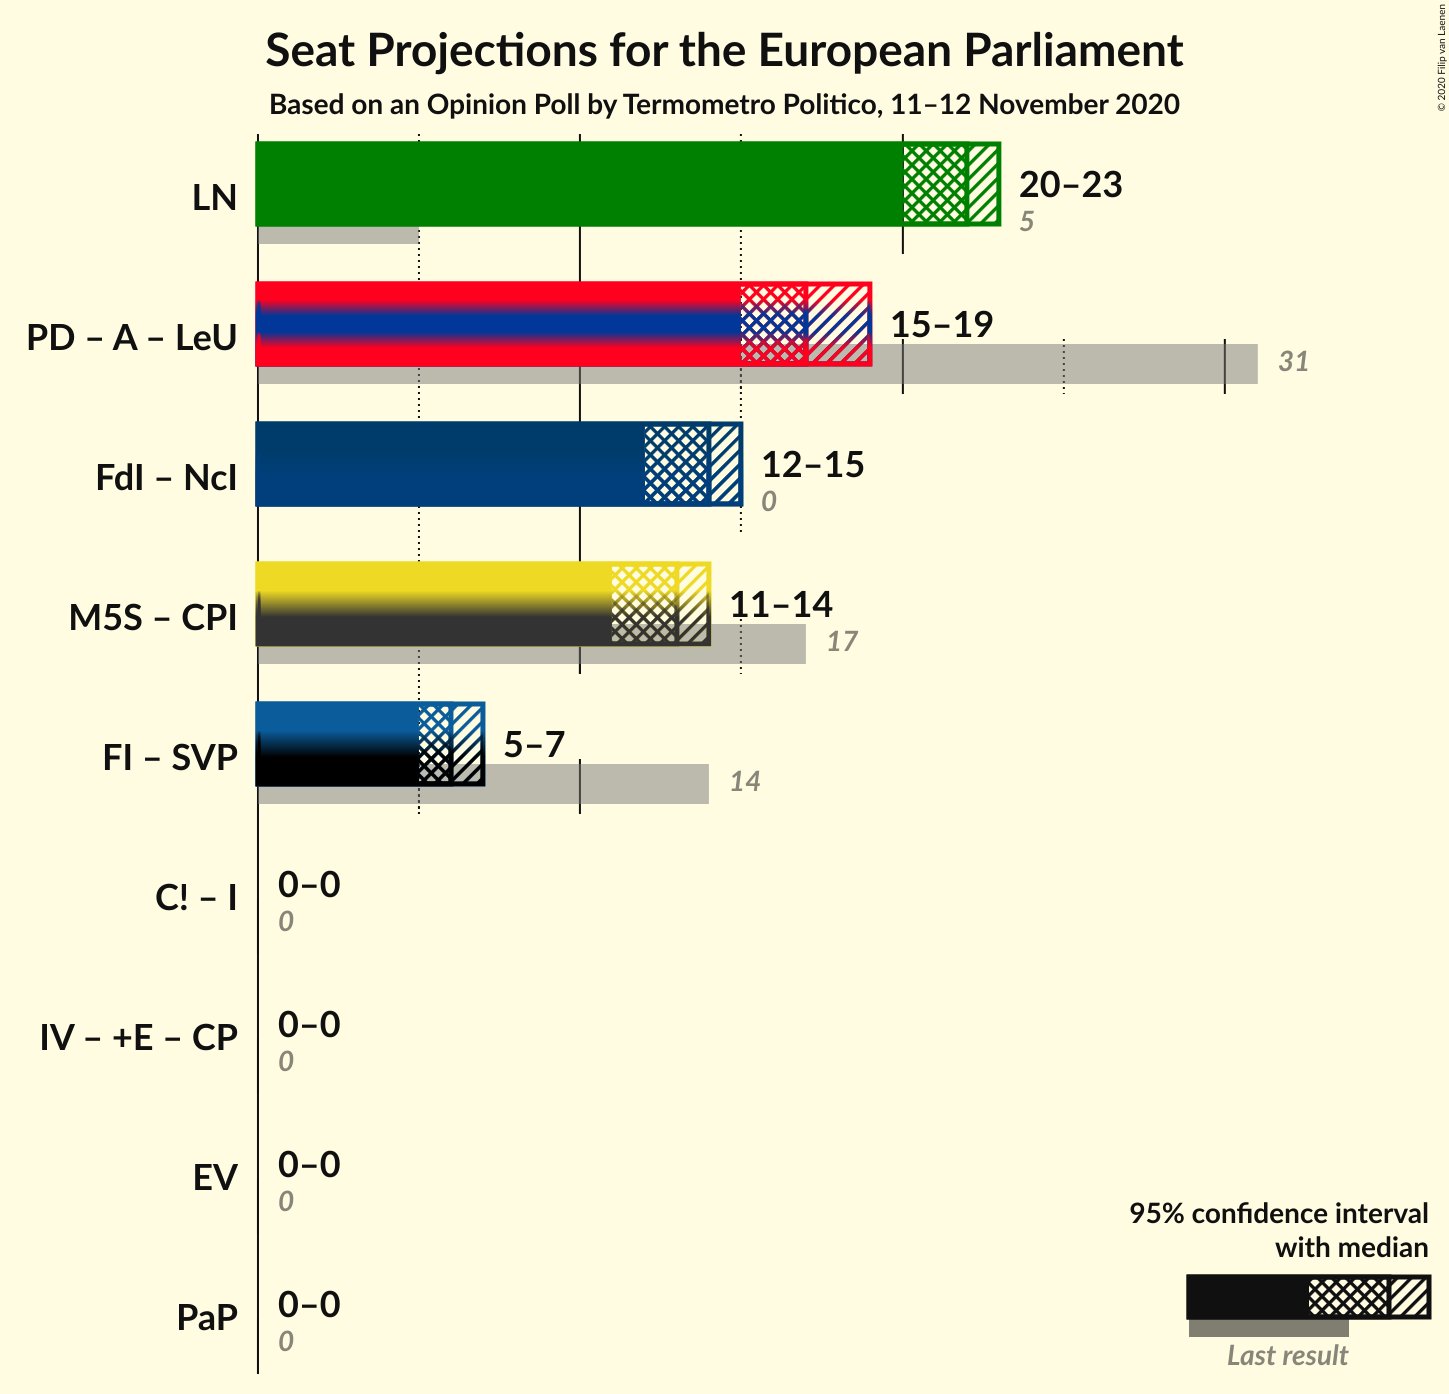 Seat Projections for the European Parliament
Based on an Opinion Poll by Termometro Politico, 11–12 November 2020
© 2020 Filip van Laenen
LN
20–23
5
PD – A – LeU
15–19
31
FdI – NcI
12–15
0
M5S – CPI
11–14
17
FI – SVP
5–7
14
C! – I
0–0
0
IV – +E – CP
0–0
0
EV
0–0
0
PaP
0–0
0
95% confidence interval
with median
Last result